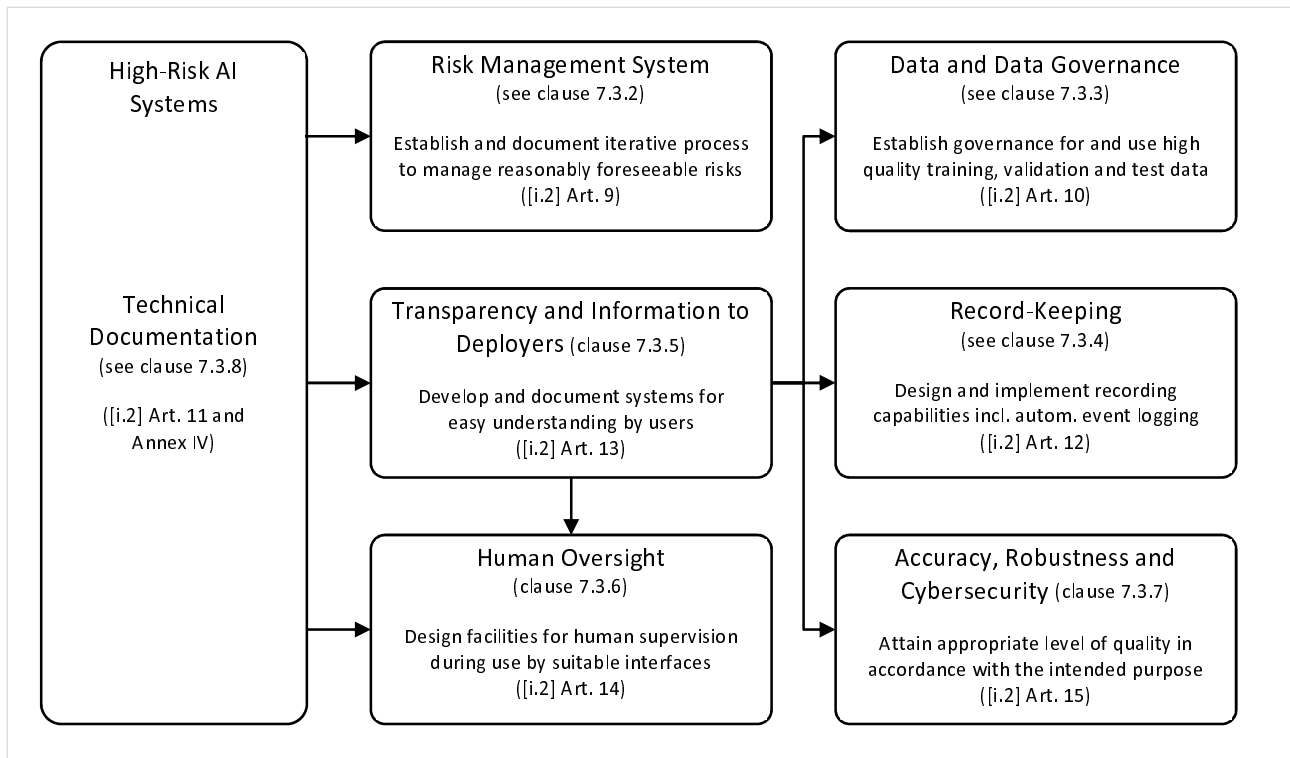 High-Risk AI
Systems
Technical
Documentation
(see clause 7.3.8)
([i.2] Art. 11 and
Annex IV)
Risk Management System
(see clause 7.3.2)
Establish and document iterative process
to manage reasonably foreseeable risks
([i.2] Art. 9)
Transparency and Information to
Deployers (clause 7.3.5)
Develop and document systems for
easy understanding by users
([i.2] Art. 13)
Human Oversight
(clause 7.3.6)
Design facilities for human supervision
during use by suitable interfaces
([i.2] Art. 14)
Data and Data Governance
(see clause 7.3.3)
Establish governance for and use high
quality training, validation and test data
([i.2] Art. 10)
Record-Keeping
(see clause 7.3.4)
Design and implement recording
capabilities incl. autom. event logging
([i.2] Art. 12)
Accuracy, Robustness and
Cybersecurity (clause 7.3.7)
Attain appropriate level of quality in
accordance with the intended purpose
([i.2] Art. 15)